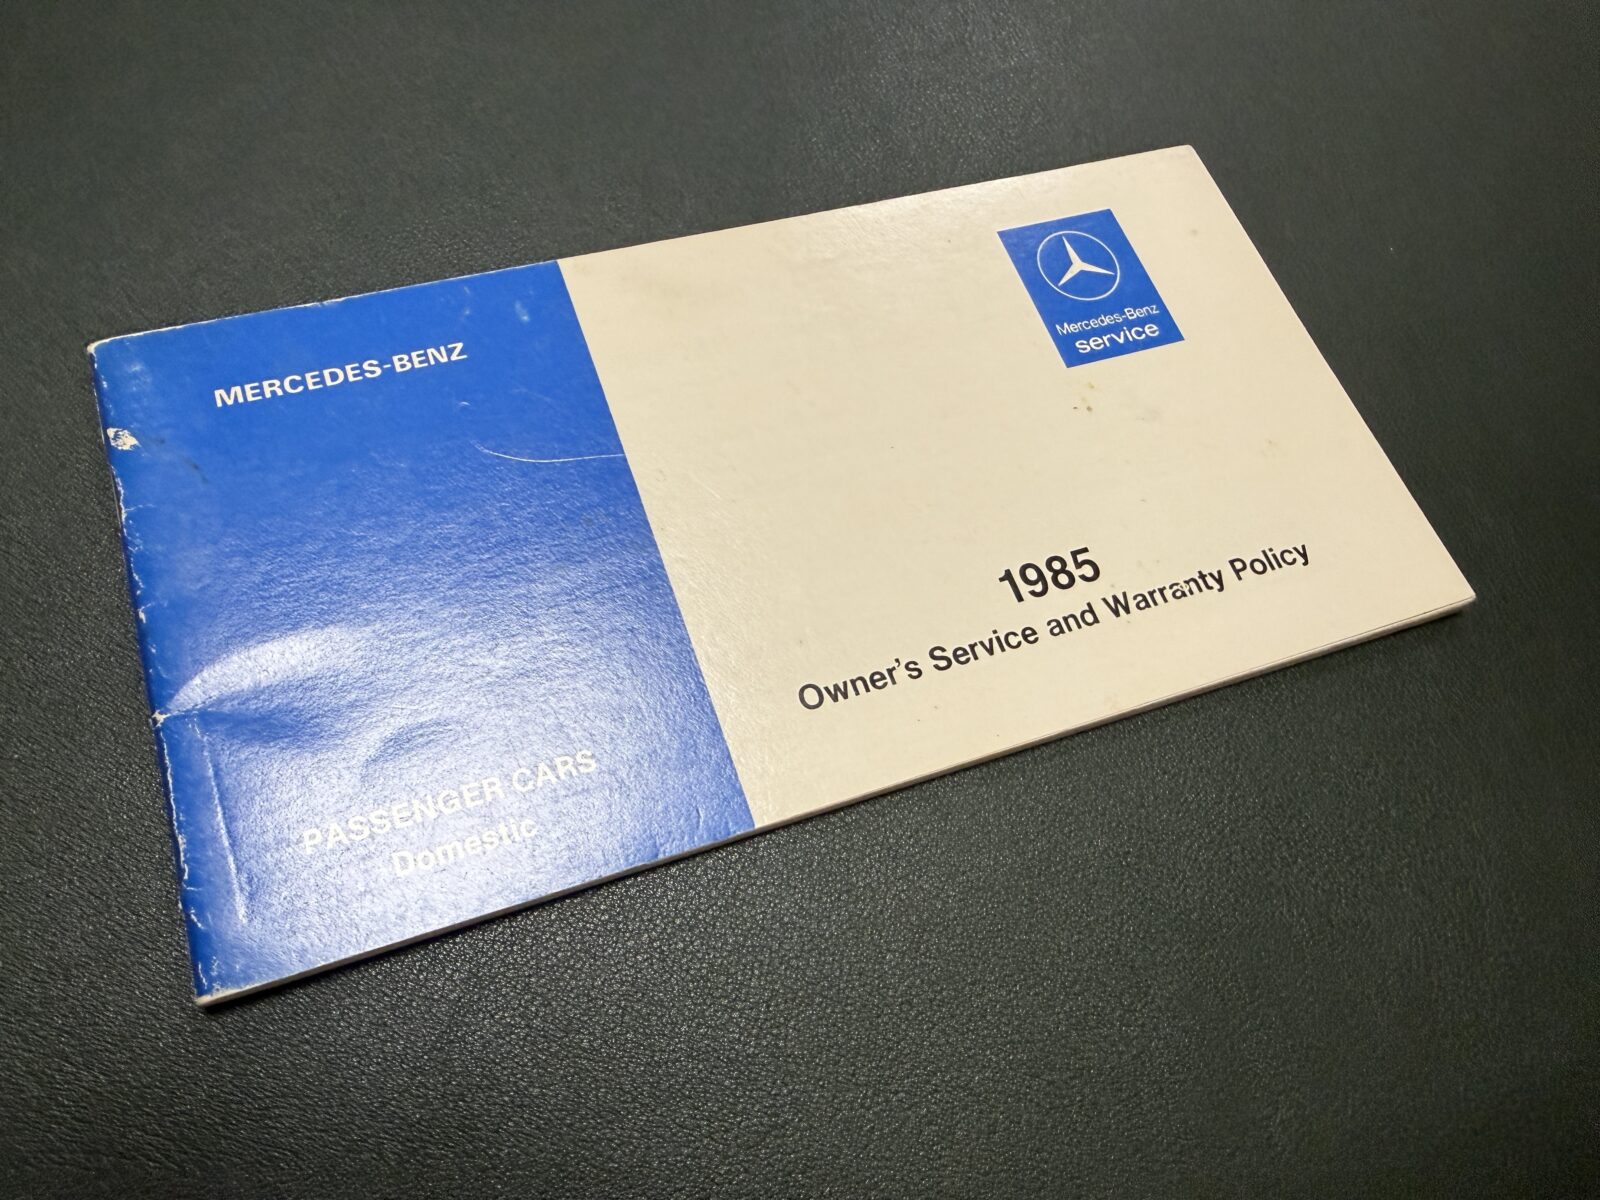 MERCEDES-BENZ
PASSENGER CARS
Domestic
Mercedes-Benz
service
1985
Owner's Service and Warranty Policy